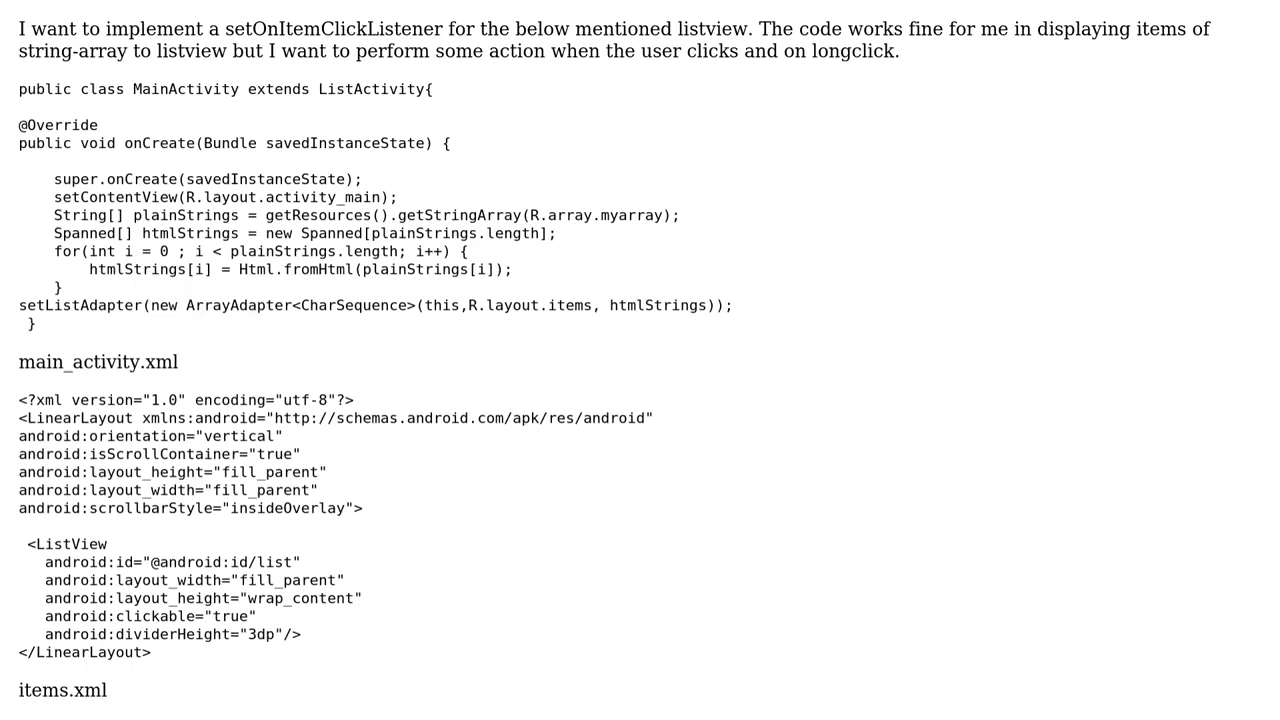 I want to implement a setOnItemClickListener for the below mentioned listview. The code works fine for me in displaying items of
string-array to listview but I want to perform some action when the user clicks and on longclick.
public class MainActivity extends ListActivity{
@Override
public void onCreate(Bundle savedInstanceState) {
super.onCreate(savedInstanceState);
setContentView(R.layout.activity_main);
String[] plainStrings = getResources().getStringArray(R.array.myarray);
Spanned[] htmlStrings = new Spanned[plainStrings.length];
for(int i = 0 ; i < plainStrings.length; i++) {
htmlStrings[i] = Html.fromHtml(plainStrings[i]);
}
setListAdapter(new ArrayAdapter<CharSequence>(this,R.layout.items, htmlStrings));
}
main_activity.xml
<?xml version="1.0" encoding="utf-8"?>
<LinearLayout xmlns:android="http://schemas.android.com/apk/res/android"
android:orientation="vertical"
android:isScrollContainer="true"
android:layout_height="fill_parent"
android:layout_width="fill_parent"
android:scrollbarStyle="insideOverlay">
<ListView
android:id="@android:id/list"
android:layout_width="fill_parent"
android:layout_height="wrap_content"
android:clickable="true"
android:dividerHeight="3dp"/>
</LinearLayout>
items.xml